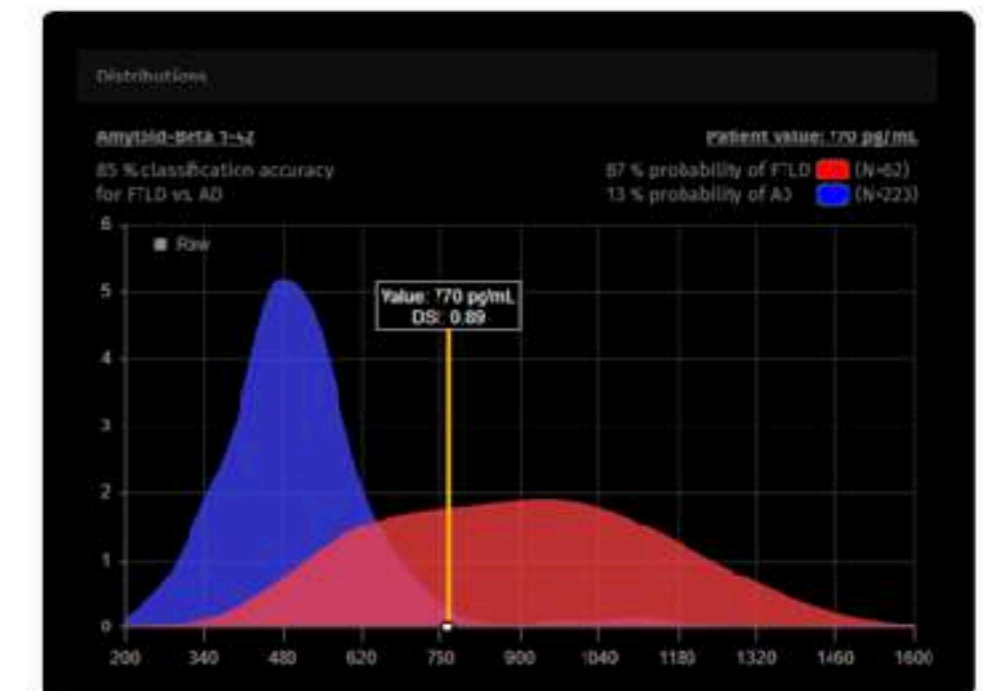 Distributions
Amyloid-Beta 1-42
Patient value: 770 pg/mL
85 % classification accuracy
for FTLD vs. AD
87 % probability of FTLD (N=62)
13 % probability of AD (N=223)
6
Raw
5
4
3
2
1
0
Value: 770 pg/mL
DSI: 0.89
200 340 480 620 760 900 1040 1180 1320 1460 1600